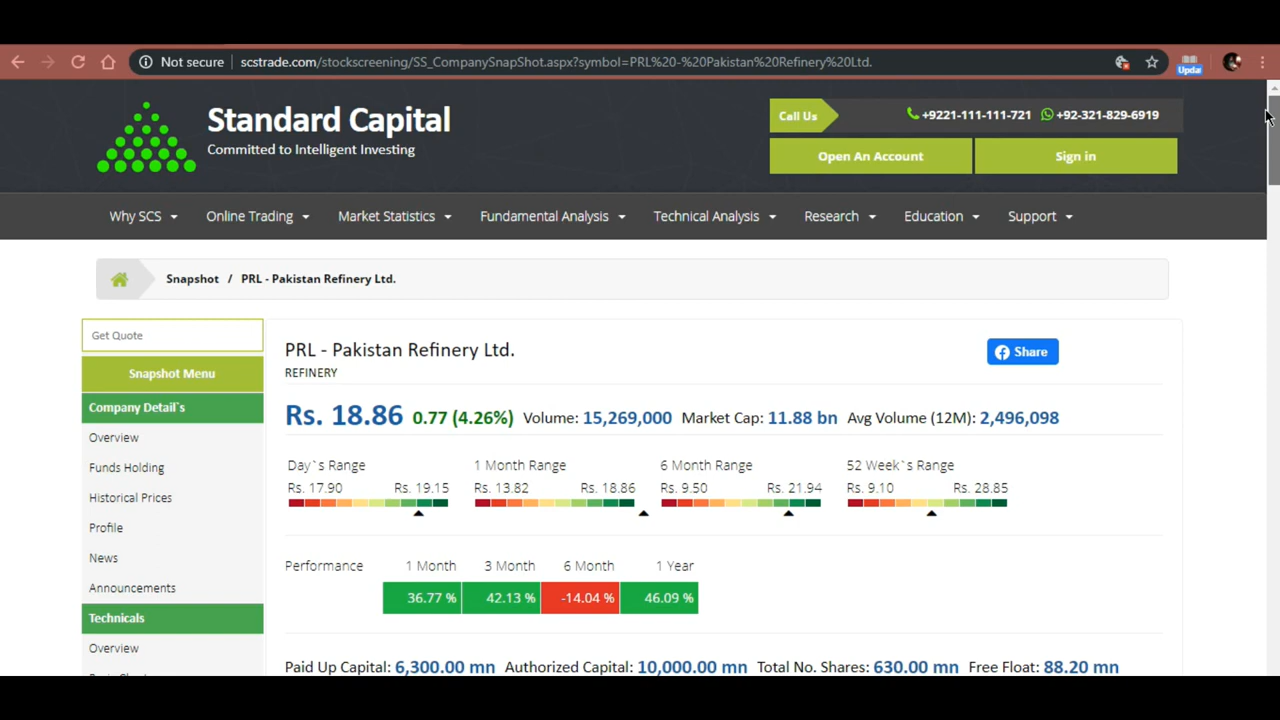 Not secure scstrade.com/stockscreening/SS_CompanySnapShot.aspx?symbol=PRL%20-%20Pakistan%20Refinery%20Ltd.
Upda
Standard Capital
Committed to Intelligent Investing
Call Us +9221-111-111-721 +92-321-829-6919
Open An Account Sign in
Why SCS Online Trading Market Statistics Fundamental Analysis Technical Analysis Research Education Support
Snapshot / PRL - Pakistan Refinery Ltd.
Get Quote
Snapshot Menu
Company Detail`s
Overview
Funds Holding
Historical Prices
Profile
News
Announcements
Technicals
Overview
PRL - Pakistan Refinery Ltd.
REFINERY
Share
Rs. 18.86 0.77 (4.26%) Volume: 15,269,000 Market Cap: 11.88 bn Avg Volume (12M): 2,496,098
Day`s Range 1 Month Range 6 Month Range 52 Week`s Range
Rs. 17.90 Rs. 19.15 Rs. 13.82 Rs. 18.86 Rs. 9.50 Rs. 21.94 Rs. 9.10 Rs. 28.85
Performance 1 Month 3 Month 6 Month 1 Year
36.77 % 42.13 % -14.04 % 46.09 %
Paid Up Capital: 6,300.00 mn Authorized Capital: 10,000.00 mn Total No. Shares: 630.00 mn Free Float: 88.20 mn